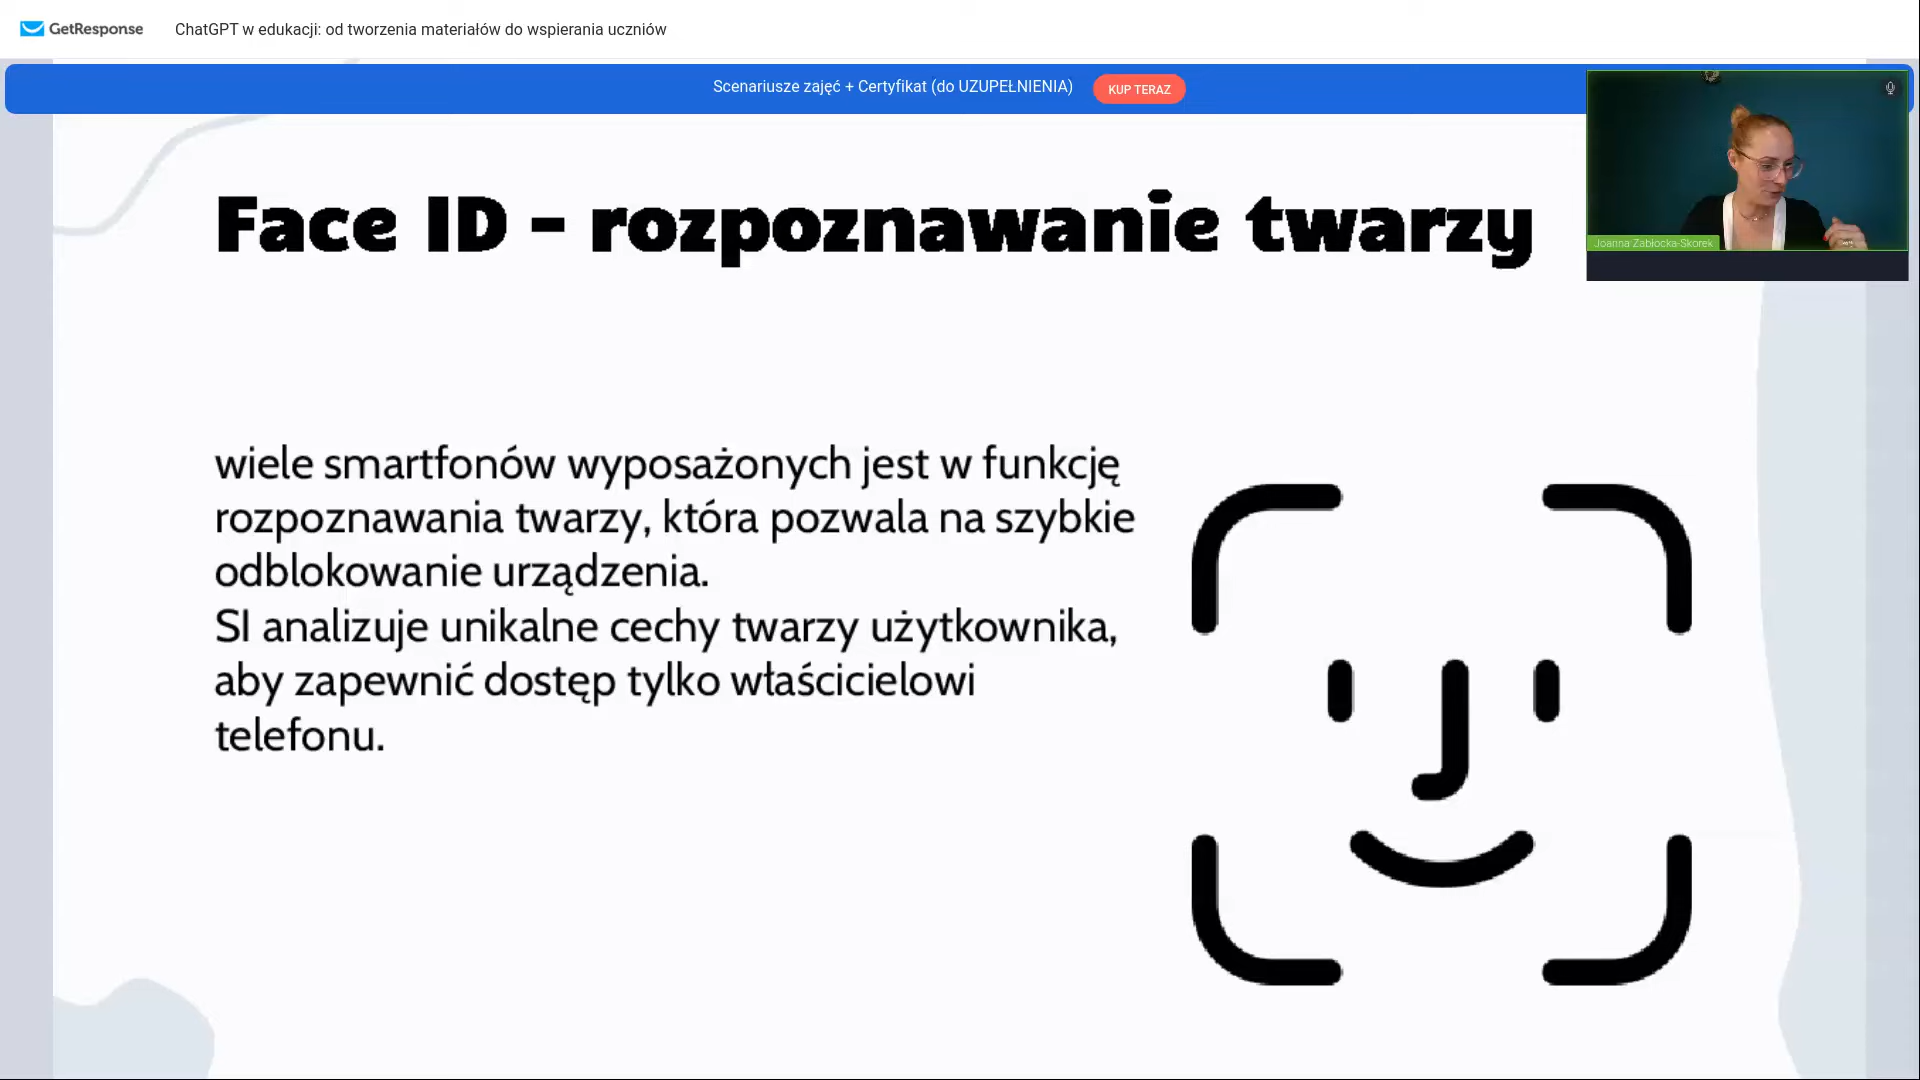 GetResponse
ChatGPT w edukacji: od tworzenia materiałów do wspierania uczniów
Scenariusze zajęć + Certyfikat (do UZUPEŁNIENIA)
KUP TERAZ
Joanna Zabłocka-Skorek
Face ID - rozpoznawanie twarzy
wiele smartfonów wyposażonych jest w funkcję
rozpoznawania twarzy, która pozwala na szybkie
odblokowanie urządzenia.
SI analizuje unikalne cechy twarzy użytkownika,
aby zapewnić dostęp tylko właścicielowi
telefonu.